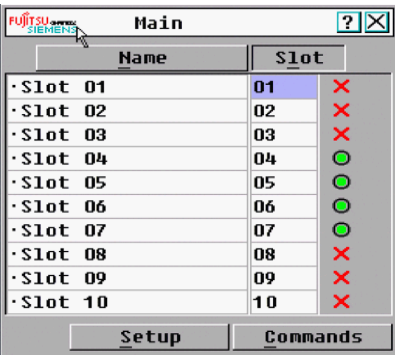 FUJITSU COMPUTERS
SIEMENS
Main
?
Name Slot
·Slot 01 01
·Slot 02 02
·Slot 03 03
·Slot 04 04
·Slot 05 05
·Slot 06 06
·Slot 07 07
·Slot 08 08
·Slot 09 09
·Slot 10 10
Setup Commands